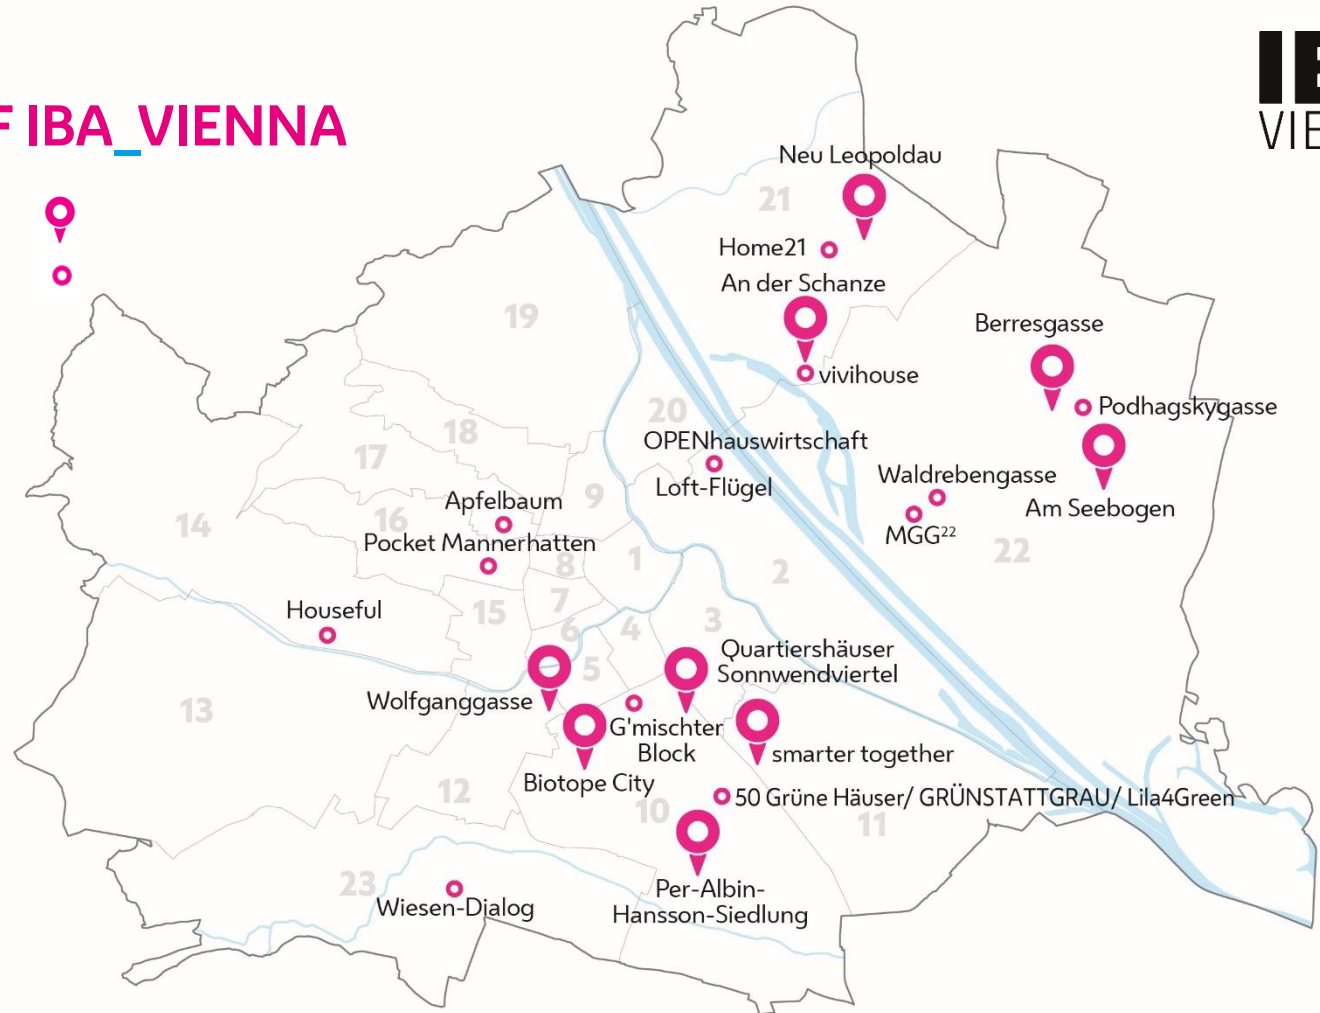 F IBA_VIENNA
IB
VIE
Neu Leopoldau
21
Home21
An der Schanze
19
Berresgasse
vivihouse
20
Podhagskygasse
18
OPENhauswirtschaft
17
Waldrebengasse
Loft-Flügel
9
Apfelbaum
Am Seebogen
14
16
MGG²²
Pocket Mannerhatten
22
8
1
2
7
Houseful
15
3
6
4
Quartiershäuser
5
Sonnwendviertel
Wolfganggasse
13
G'mischter
Block
smarter together
Biotope City
12
50 Grüne Häuser/ GRÜNSTATTGRAU/ Lila4Green
10
11
23
Per-Albin-
Hansson-Siedlung
Wiesen-Dialog